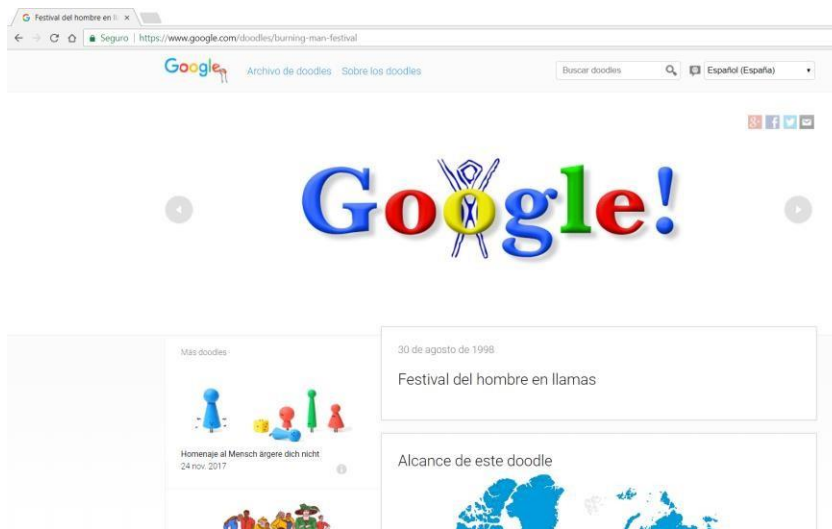 Festival del hombre en ll
Seguro
https://www.google.com/doodles/burning-man-festival
Google
Archivo de doodles
Sobre los doodles
Buscar doodles
Español (España)
Google!
30 de agosto de 1998
Festival del hombre en llamas
Más doodles
Homenaje al Mensch ärgere dich nicht
24 nov. 2017
Alcance de este doodle